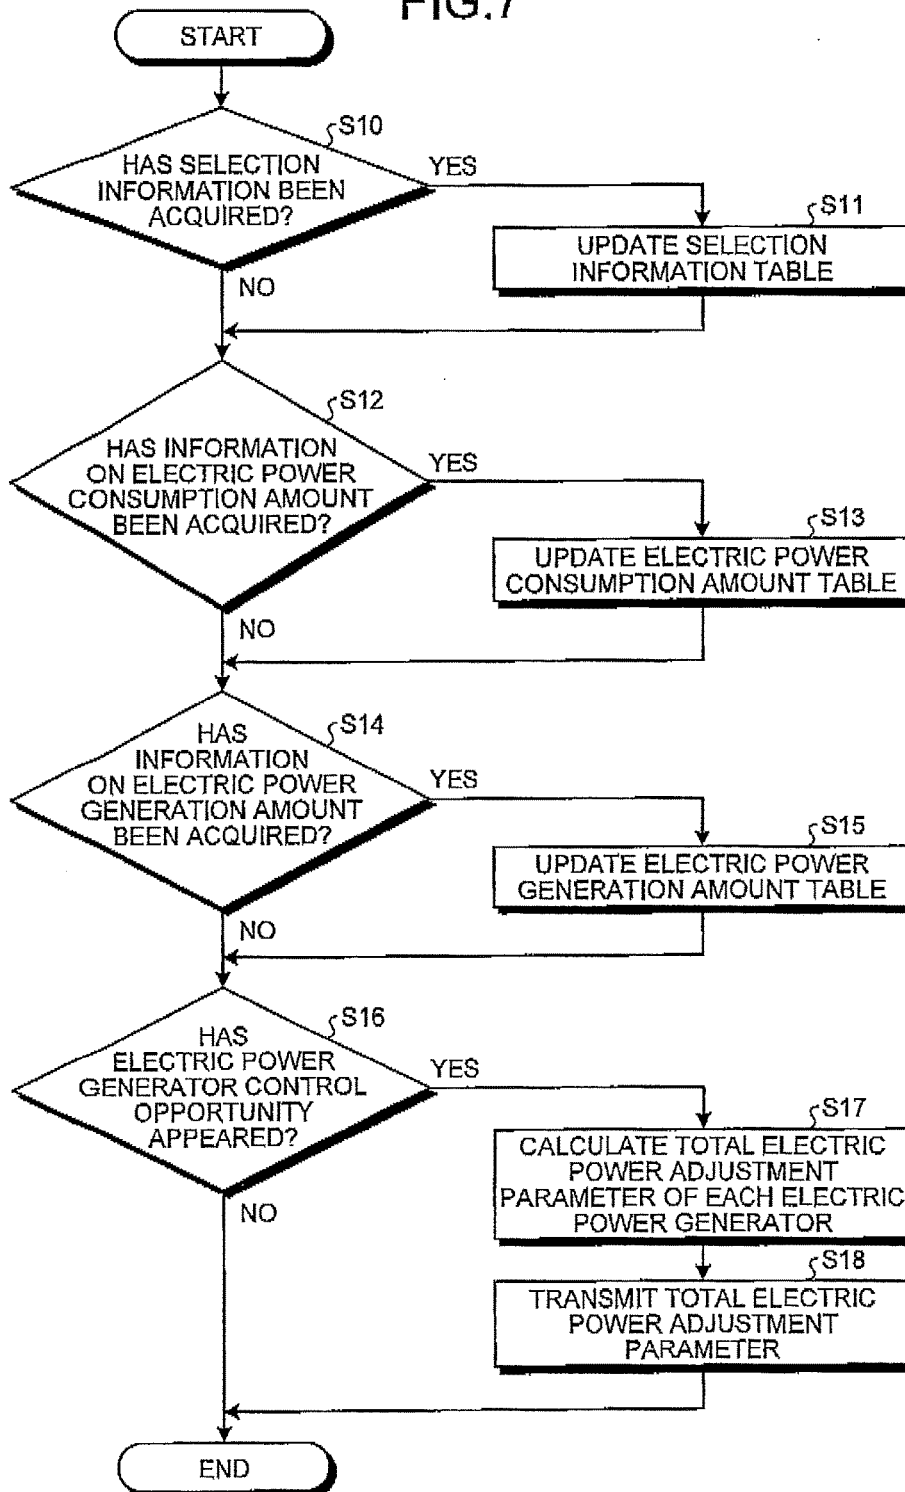 FIG.7
START
S10
HAS SELECTION
INFORMATION BEEN
ACQUIRED?
YES
S11
UPDATE SELECTION
INFORMATION TABLE
NO
S12
HAS INFORMATION
ON ELECTRIC POWER
CONSUMPTION AMOUNT
BEEN ACQUIRED?
YES
S13
UPDATE ELECTRIC POWER
CONSUMPTION AMOUNT TABLE
NO
S14
HAS
INFORMATION
ON ELECTRIC POWER
GENERATION AMOUNT
BEEN ACQUIRED?
YES
S15
UPDATE ELECTRIC POWER
GENERATION AMOUNT TABLE
NO
S16
HAS
ELECTRIC POWER
GENERATOR CONTROL
OPPORTUNITY
APPEARED?
YES
S17
CALCULATE TOTAL ELECTRIC
POWER ADJUSTMENT
PARAMETER OF EACH ELECTRIC
POWER GENERATOR
NO
S18
TRANSMIT TOTAL ELECTRIC
POWER ADJUSTMENT
PARAMETER
END